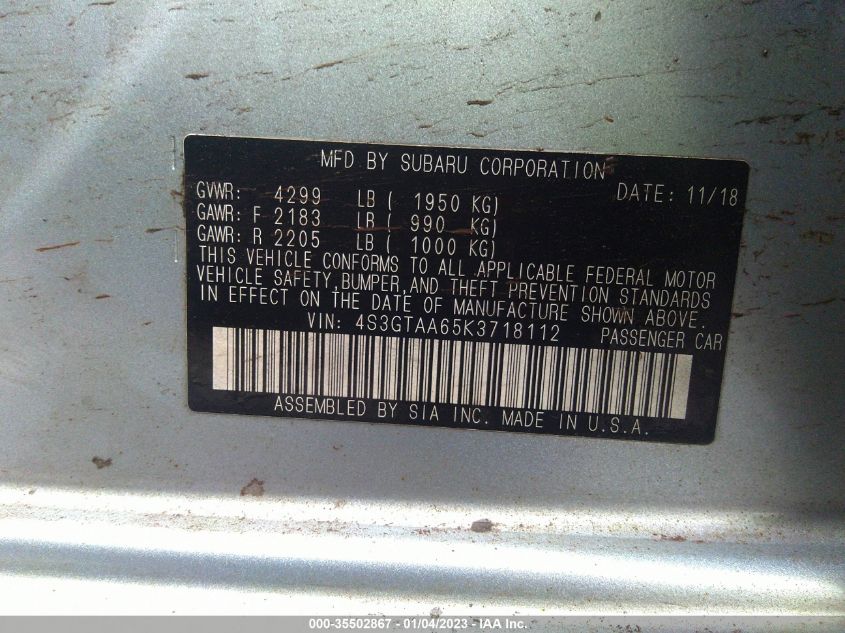 MFD.BY SUBARU CORPORATION
DATE: 11/18
GVWR: 4299 LB ( 1950 KG)
GAWR: F 2183 LB ( 990 KG)
GAWR: R 2205 LB ( 1000 KG)
THIS VEHICLE CONFORMS TO ALL APPLICABLE FEDERAL MOTOR
VEHICLE SAFETY,BUMPER,AND THEFT PREVENTION STANDARDS
IN EFFECT ON THE DATE OF MANUFACTURE SHOWN ABOVE.
VIN: 4S3GTAA65K3718112 PASSENGER CAR
ASSEMBLED BY SIA INC. MADE IN U.S.A.
000-35502867 - 01/04/2023 - IAA Inc.